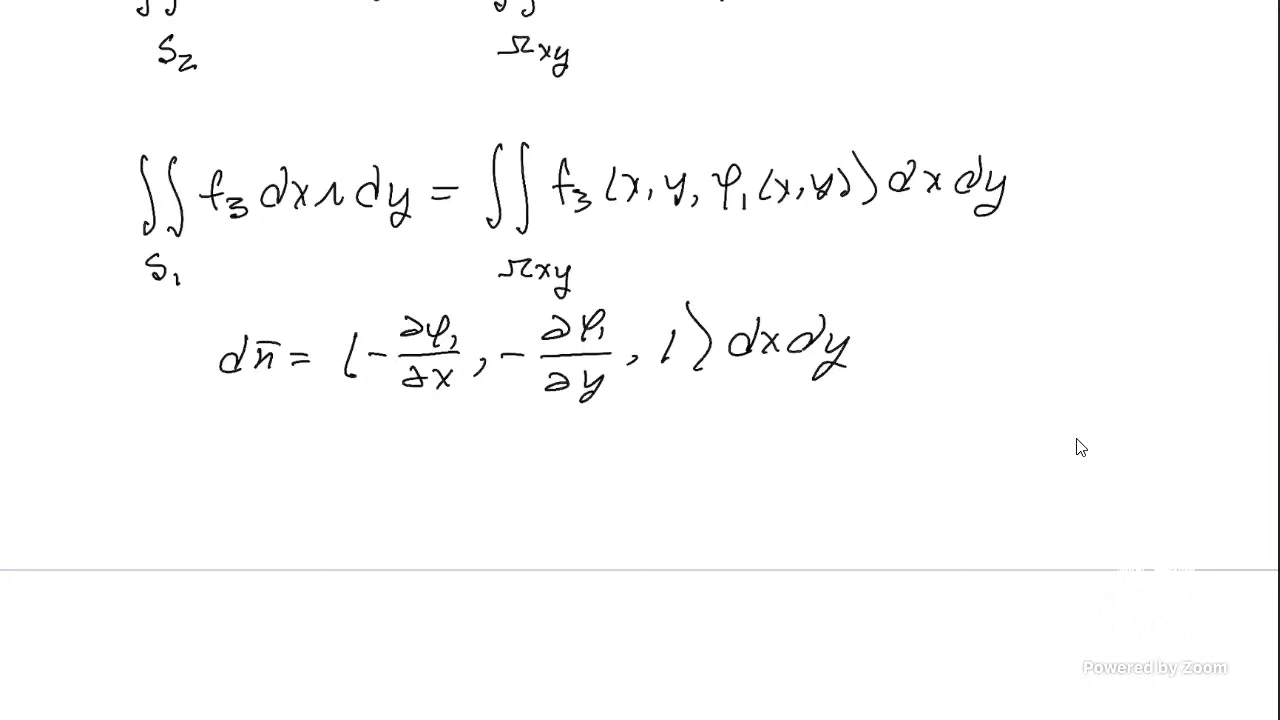 ∬ ∬
S₂ Ωxy
∬ f₃ dx∧dy = ∬ f₃(x, y, φ₁(x,y)) dx dy
S₁ Ωxy
dn̄ = (-∂φ₁/∂x, -∂φ₁/∂y, 1) dx dy
Powered by Zoom